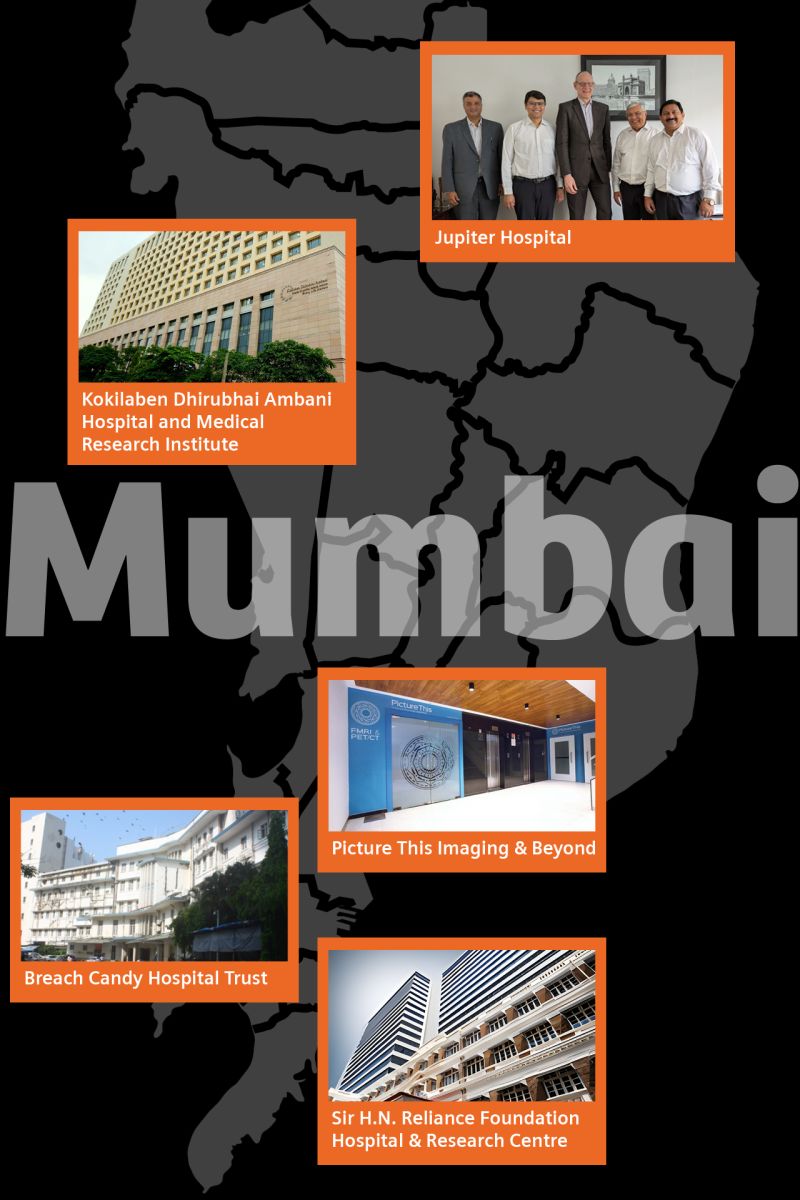 Jupiter Hospital
Kokilaben Dhirubhai Ambani
Hospital and Medical
Research Institute
Mumbai
PictureThis
FMRI &
PET/CT
Picture This Imaging & Beyond
Breach Candy Hospital Trust
Sir H.N. Reliance Foundation
Hospital & Research Centre